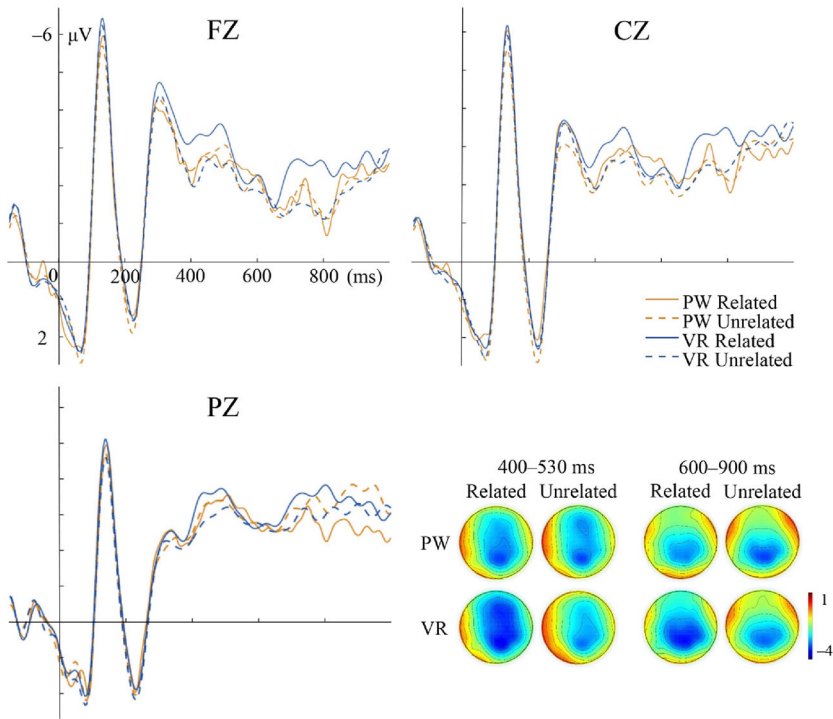 FZ
−6
μV
0
200
400
600
800
(ms)
2
CZ
PW Related
PW Unrelated
VR Related
VR Unrelated
PZ
400–530 ms
600–900 ms
Related
Unrelated
Related
Unrelated
PW
VR
1
−4